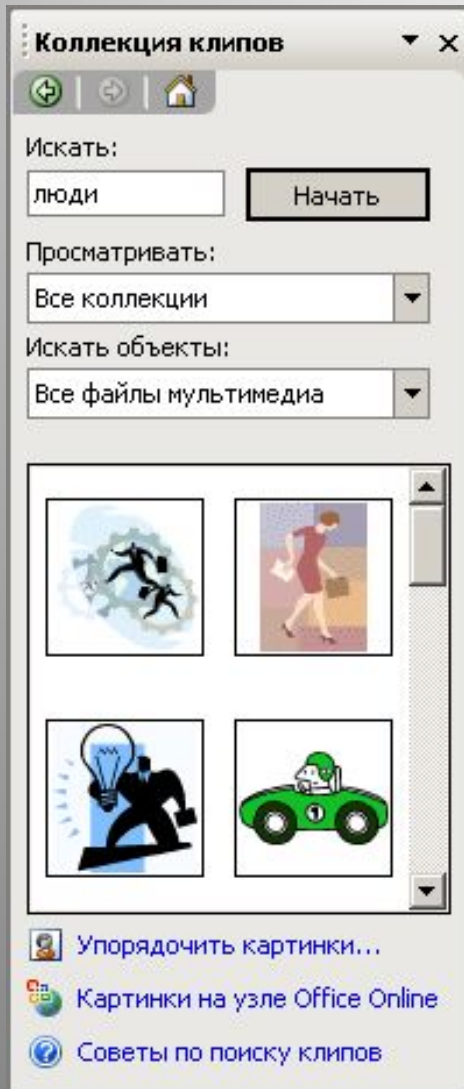 Коллекция клипов
Искать:
люди
Начать
Просматривать:
Все коллекции
Искать объекты:
Все файлы мультимедиа
1
Упорядочить картинки...
Картинки на узле Office Online
Советы по поиску клипов